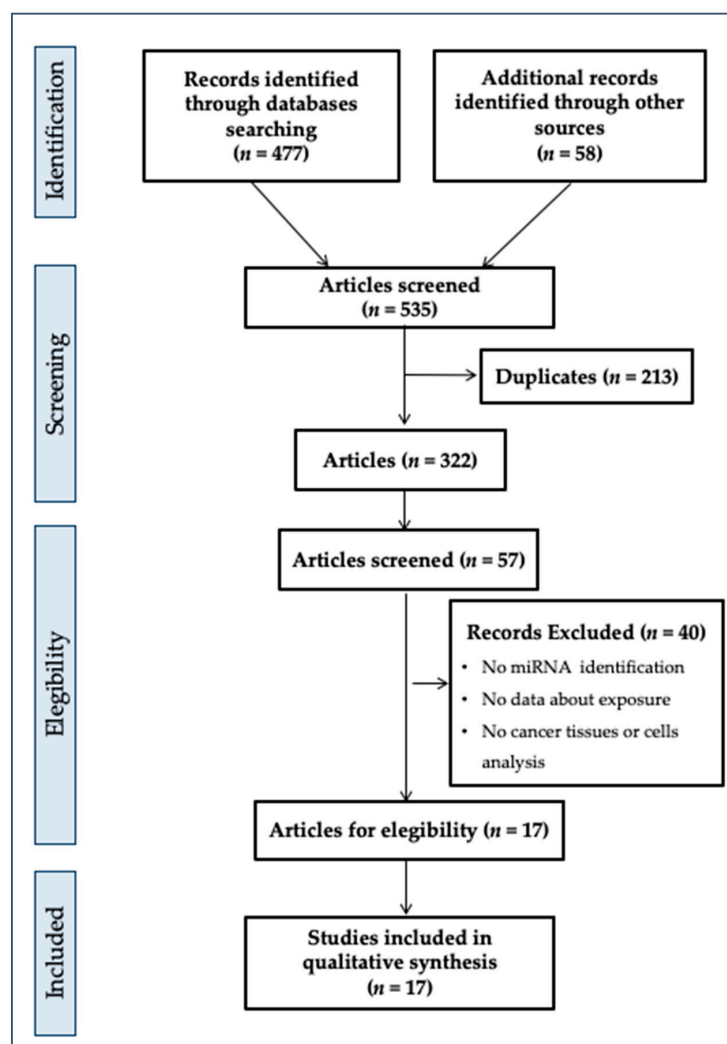 Identification
Records identified
through databases
searching
(n = 477)
Additional records
identified through other
sources
(n = 58)
Screening
Articles screened
(n = 535)
Duplicates (n = 213)
Articles (n = 322)
Elegibility
Articles screened (n = 57)
Records Excluded (n = 40)
• No miRNA identification
• No data about exposure
• No cancer tissues or cells
analysis
Articles for elegibility (n = 17)
Included
Studies included in
qualitative synthesis
(n = 17)